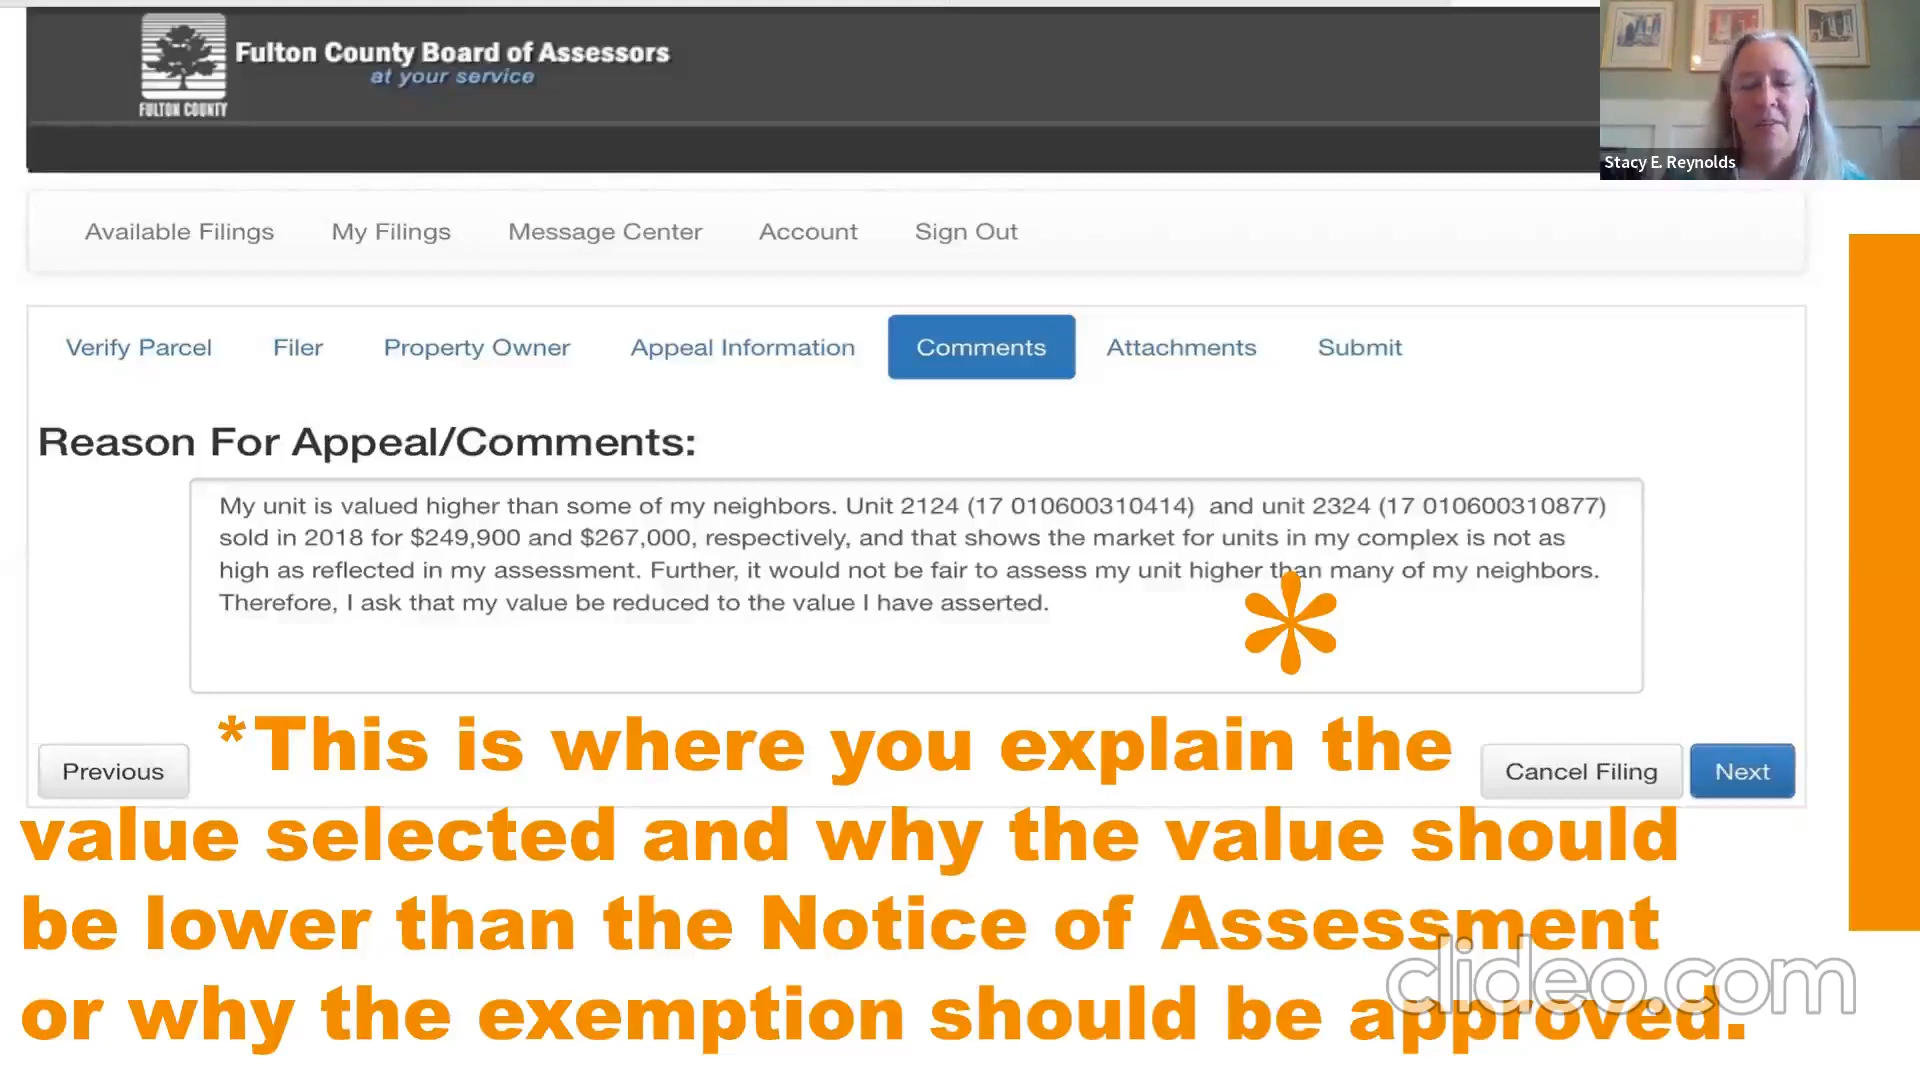 Fulton County Board of Assessors
at your service
FULTON COUNTY
Stacy E. Reynolds
Available Filings My Filings Message Center Account Sign Out
Verify Parcel Filer Property Owner Appeal Information Comments Attachments Submit
Reason For Appeal/Comments:
My unit is valued higher than some of my neighbors. Unit 2124 (17 010600310414) and unit 2324 (17 010600310877)
sold in 2018 for $249,900 and $267,000, respectively, and that shows the market for units in my complex is not as
high as reflected in my assessment. Further, it would not be fair to assess my unit higher than many of my neighbors.
Therefore, I ask that my value be reduced to the value I have asserted.
*
Previous Cancel Filing Next
*This is where you explain the
value selected and why the value should
be lower than the Notice of Assessment
or why the exemption should be approved.
clideo.com